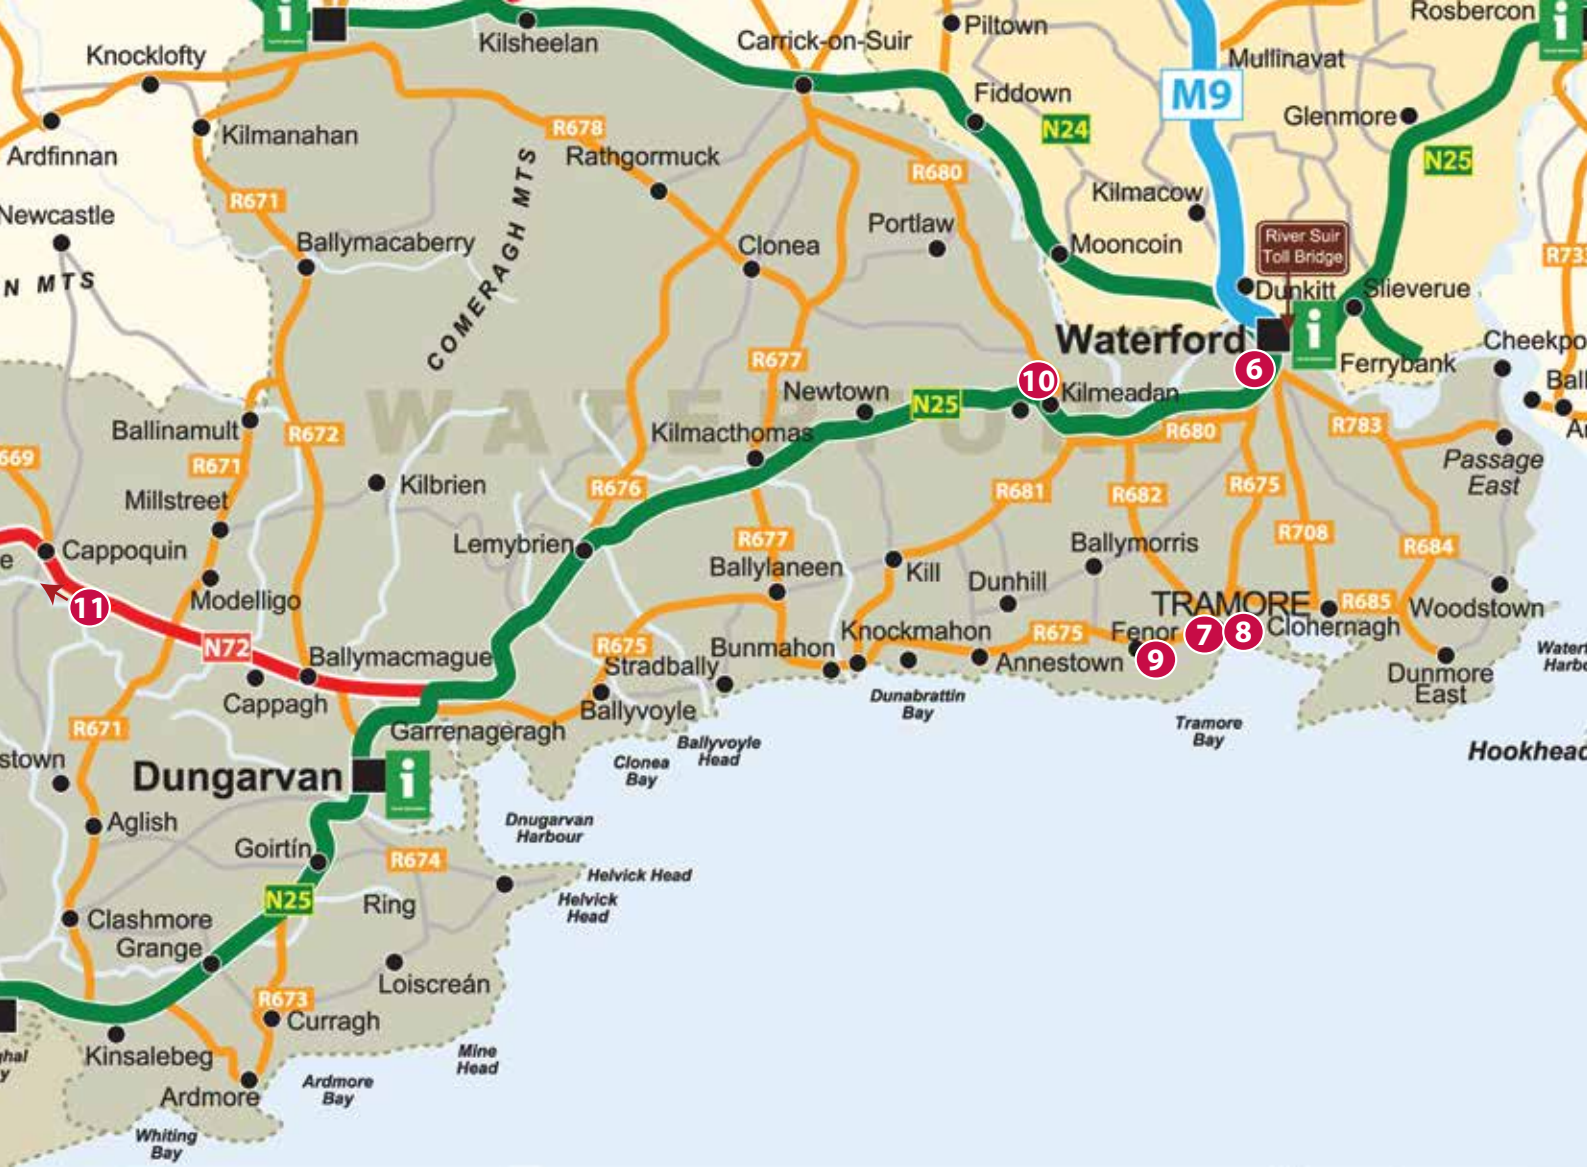 Rosbercon
Piltown
Kilsheelan
Carrick-on-Suir
Knocklofty
Mullinavat
M9
Fiddown
Glenmore
N24
R678
Kilmanahan
Ardfinnan
Rathgormuck
N25
R680
Kilmacow
R671
Newcastle
Portlaw
Ballymacaberry
Clonea
Mooncoin
River Suir
Toll Bridge
R733
N MTS
COMERAGH MTS
Dunkitt
Slieverue
Waterford
Cheekpo
R677
Ferrybank
6
10
Ball
Newtown
N25
Kilmeadan
WATERFORD
Ballinamult
R672
Kilmacthomas
R680
R783
669
R671
Passage
East
Kilbrien
R676
R681
R682
R675
Millstreet
R708
Lemybrien
R677
Ballymorris
R684
Cappoquin
e
Ballylaneen
Kill
Dunhill
11
Modelligo
TRAMORE
R685
Woodstown
N72
R675
Knockmahon
R675
Fenor
7
8
Clohernagh
Ballymacmague
Stradbally
Bunmahon
Annestown
9
Dunmore
East
Cappagh
Dunabrattin
Bay
R671
Garrenageragh
Ballyvoyle
Tramore
Bay
Ballyvoyle
Head
Clonea
Bay
Hookhead
stown
Dungarvan
Aglish
Dnugarvan
Harbour
Goirtín
R674
Helvick Head
N25
Ring
Helvick
Head
Clashmore
Grange
Loiscreán
R673
Curragh
Kinsalebeg
Mine
Head
Ardmore
Ardmore
Bay
Whiting
Bay